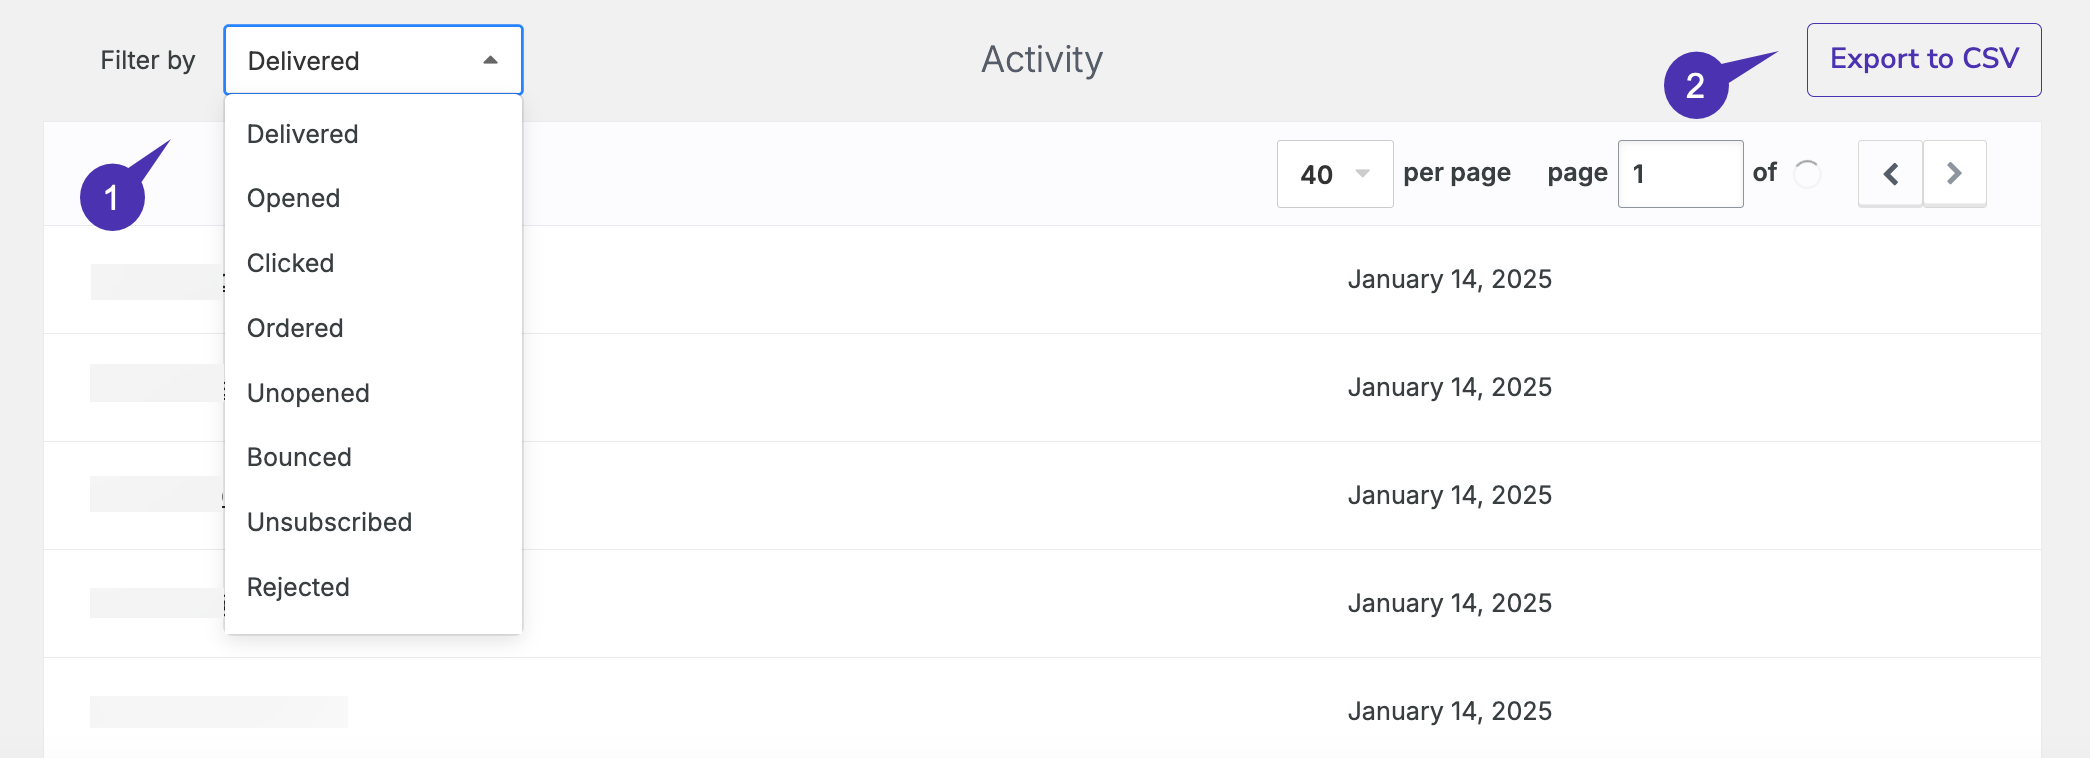 Filter by Delivered Activity 2 Export to CSV
1 40 per page page 1 of
Delivered
Opened
Clicked
Ordered
Unopened
Bounced
Unsubscribed
Rejected
January 14, 2025
January 14, 2025
January 14, 2025
January 14, 2025
January 14, 2025